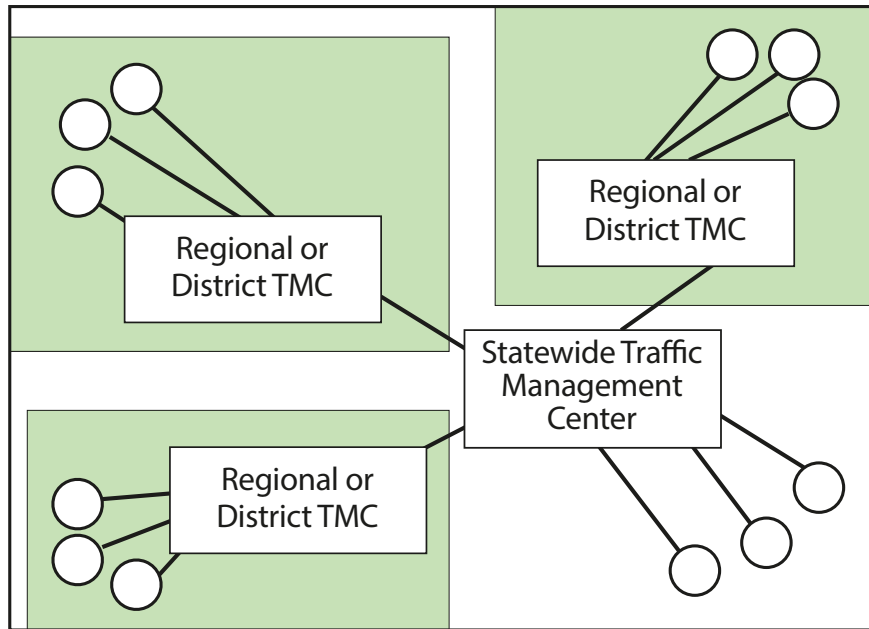 Regional or
District TMC
Regional or
District TMC
Statewide Traffic
Management
Center
Regional or
District TMC